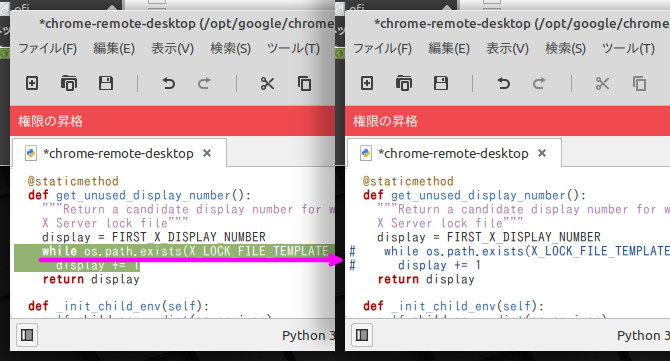 *chrome-remote-desktop (/opt/google/chrome
ファイル(F) 編集(E) 表示(V) 検索(S) ツール(T)
権限の昇格
*chrome-remote-desktop ×
@staticmethod
def get_unused_display_number():
"""Return a candidate display number for w
X Server lock file"""
display = FIRST_X_DISPLAY_NUMBER
while os.path.exists(X_LOCK_FILE_TEMPLATE
display += 1
return display
def _init_child_env(self):
Python 3
*chrome-remote-desktop (/opt/google/chrome
ファイル(F) 編集(E) 表示(V) 検索(S) ツール(T)
権限の昇格
*chrome-remote-desktop ×
@staticmethod
def get_unused_display_number():
"""Return a candidate display number for w
X Server lock file"""
display = FIRST_X_DISPLAY_NUMBER
# while os.path.exists(X_LOCK_FILE_TEMPLATE
# display += 1
return display
def _init_child_env(self):
Python 3